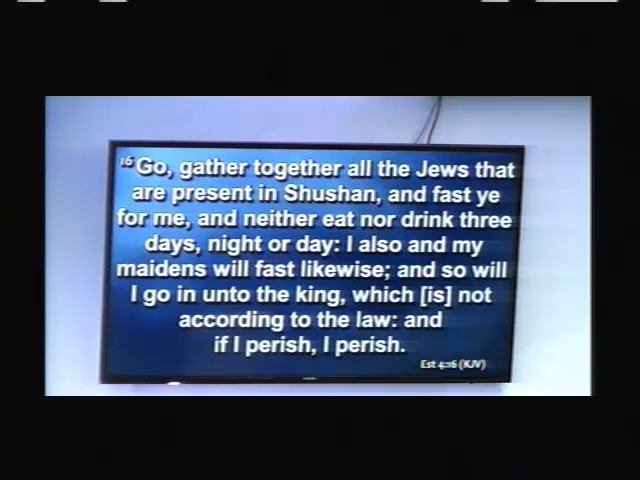 16 Go, gather together all the Jews that
are present in Shushan, and fast ye
for me, and neither eat nor drink three
days, night or day: I also and my
maidens will fast likewise; and so will
I go in unto the king, which [is] not
according to the law: and
if I perish, I perish.
Est 4:16 (KJV)